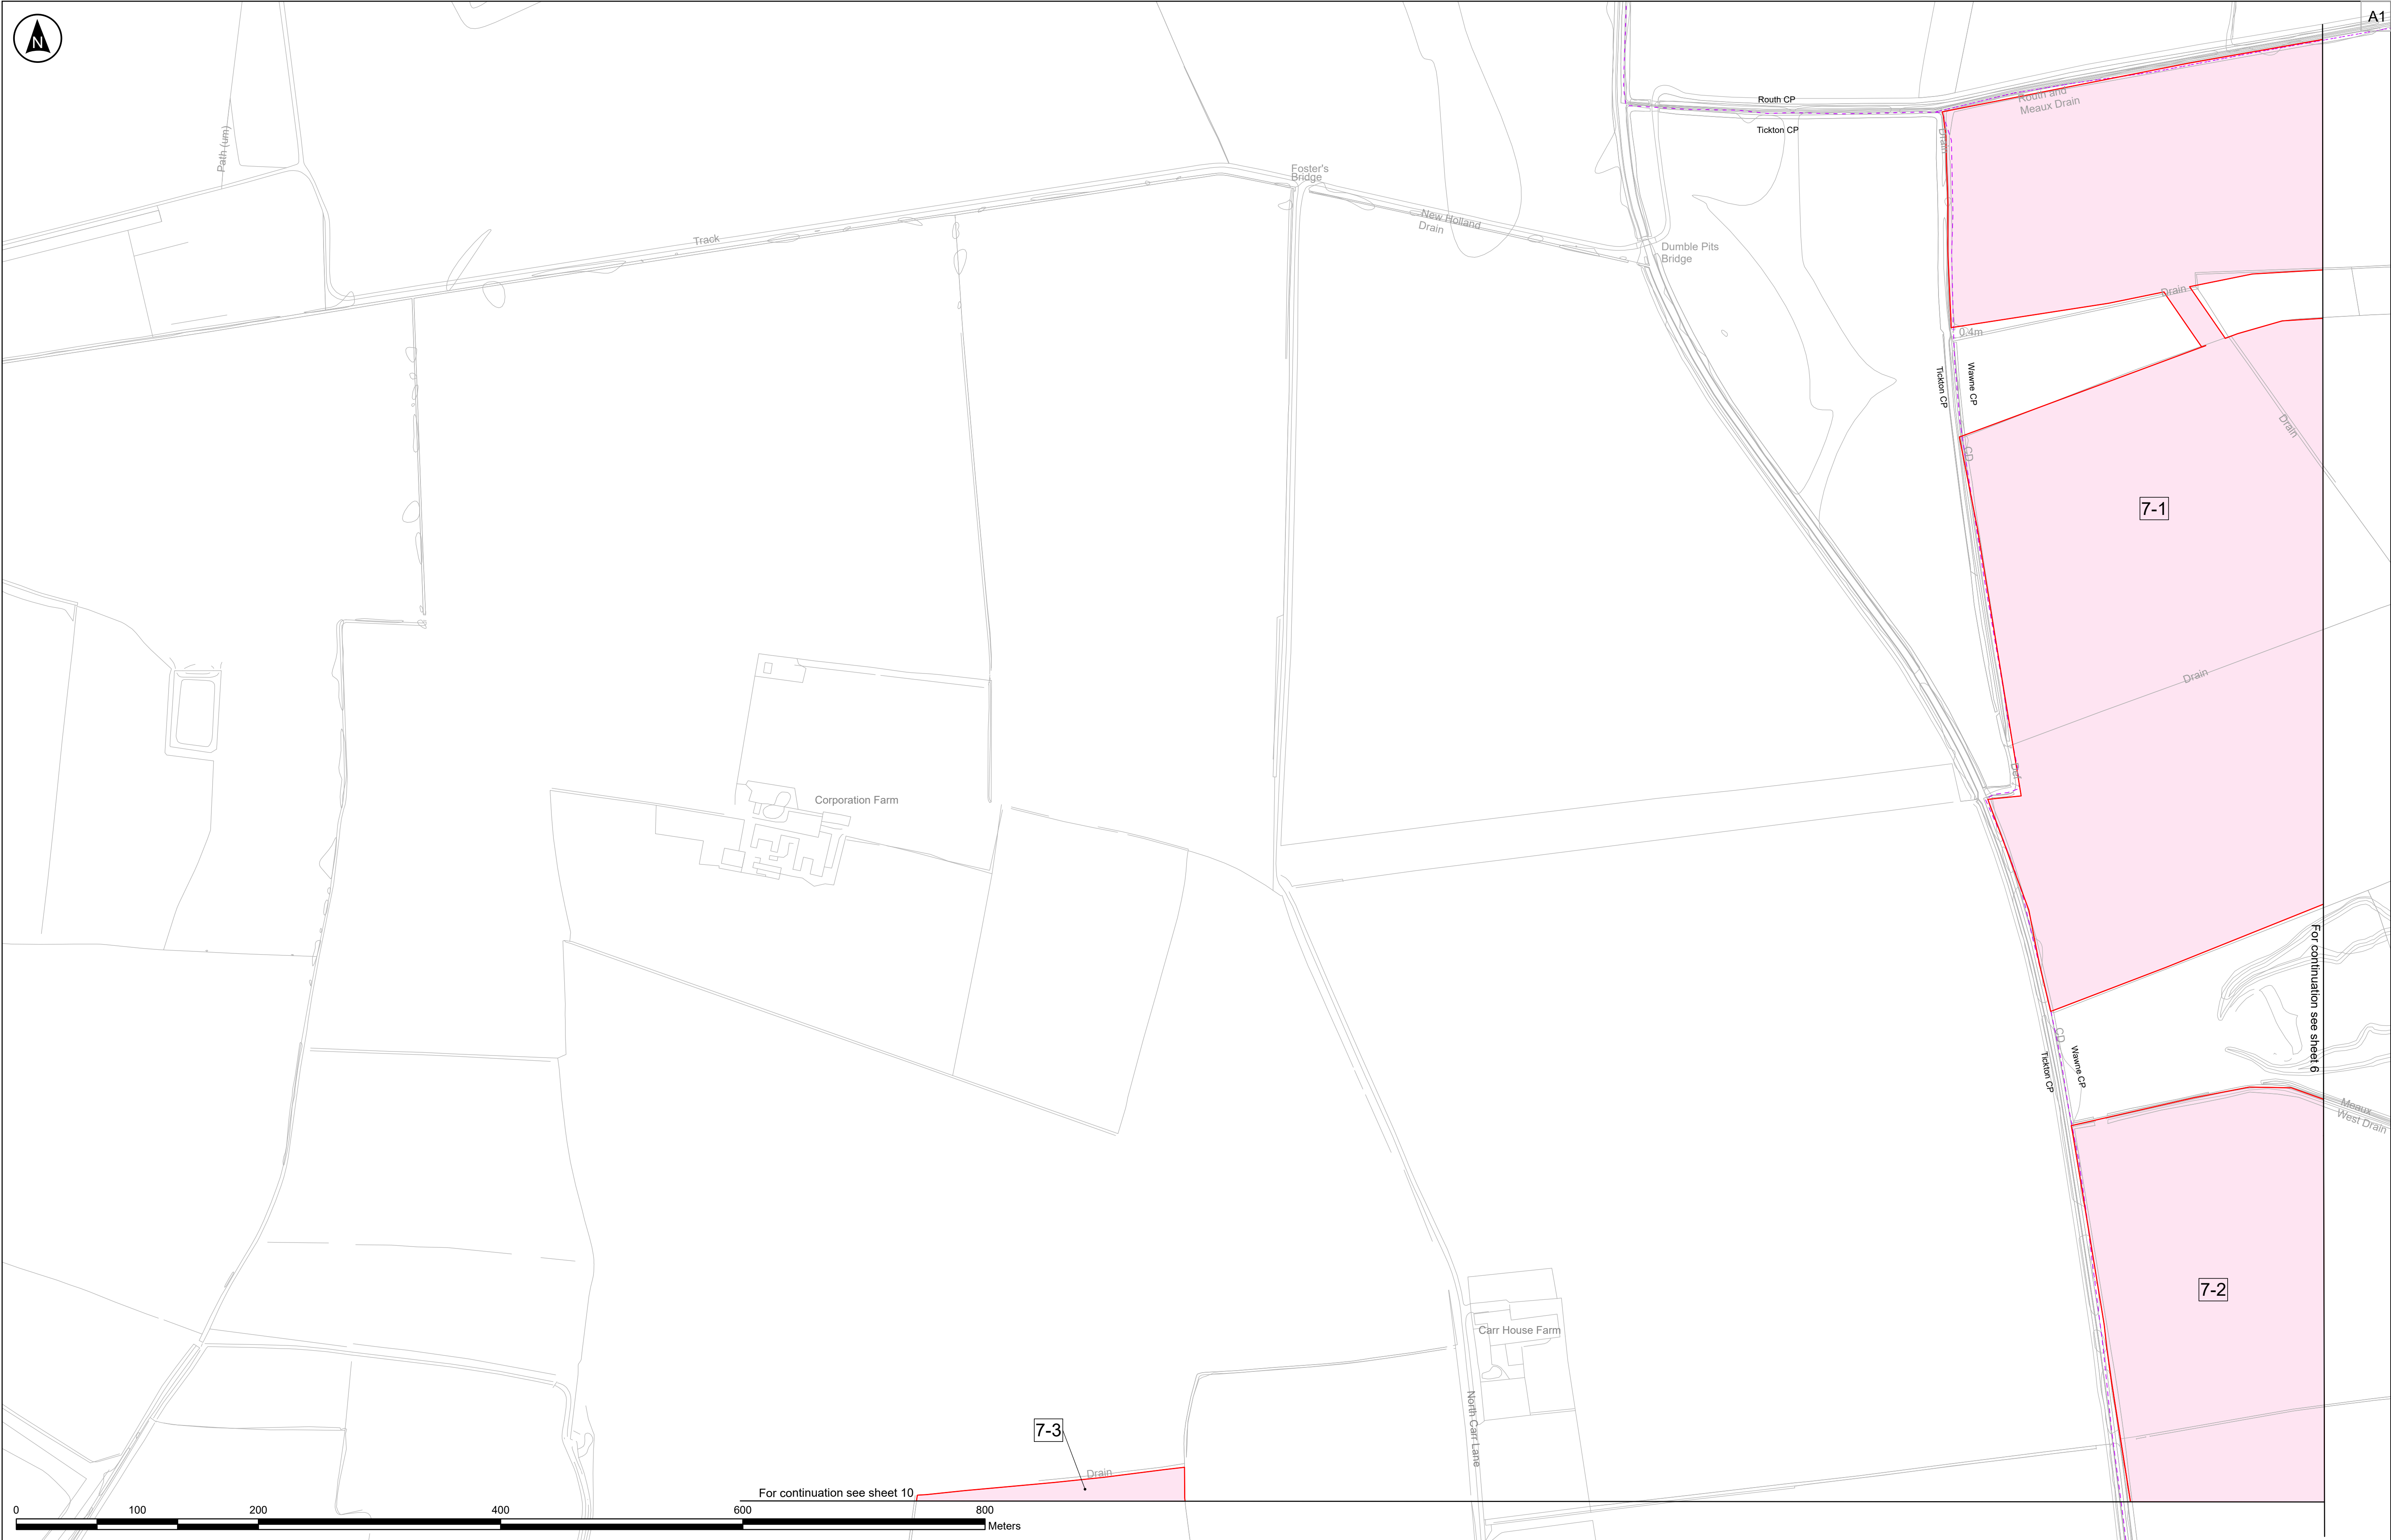 A1
N
Routh CP
Routh and
Meaux Drain
Tickton CP
Drain
Path (um)
Foster's
Bridge
New Holland
Drain
Track
Dumble Pits
Bridge
Drain
0.4m
Tickton CP
Wawne CP
Drain
CD
7-1
Drain
Def
Corporation Farm
For continuation see sheet 6
CD
Tickton CP
Wawne CP
Meaux
West Drain
7-2
Carr House Farm
North Carr Lane
7-3
Drain
For continuation see sheet 10
0 100 200 400 600 800
Meters